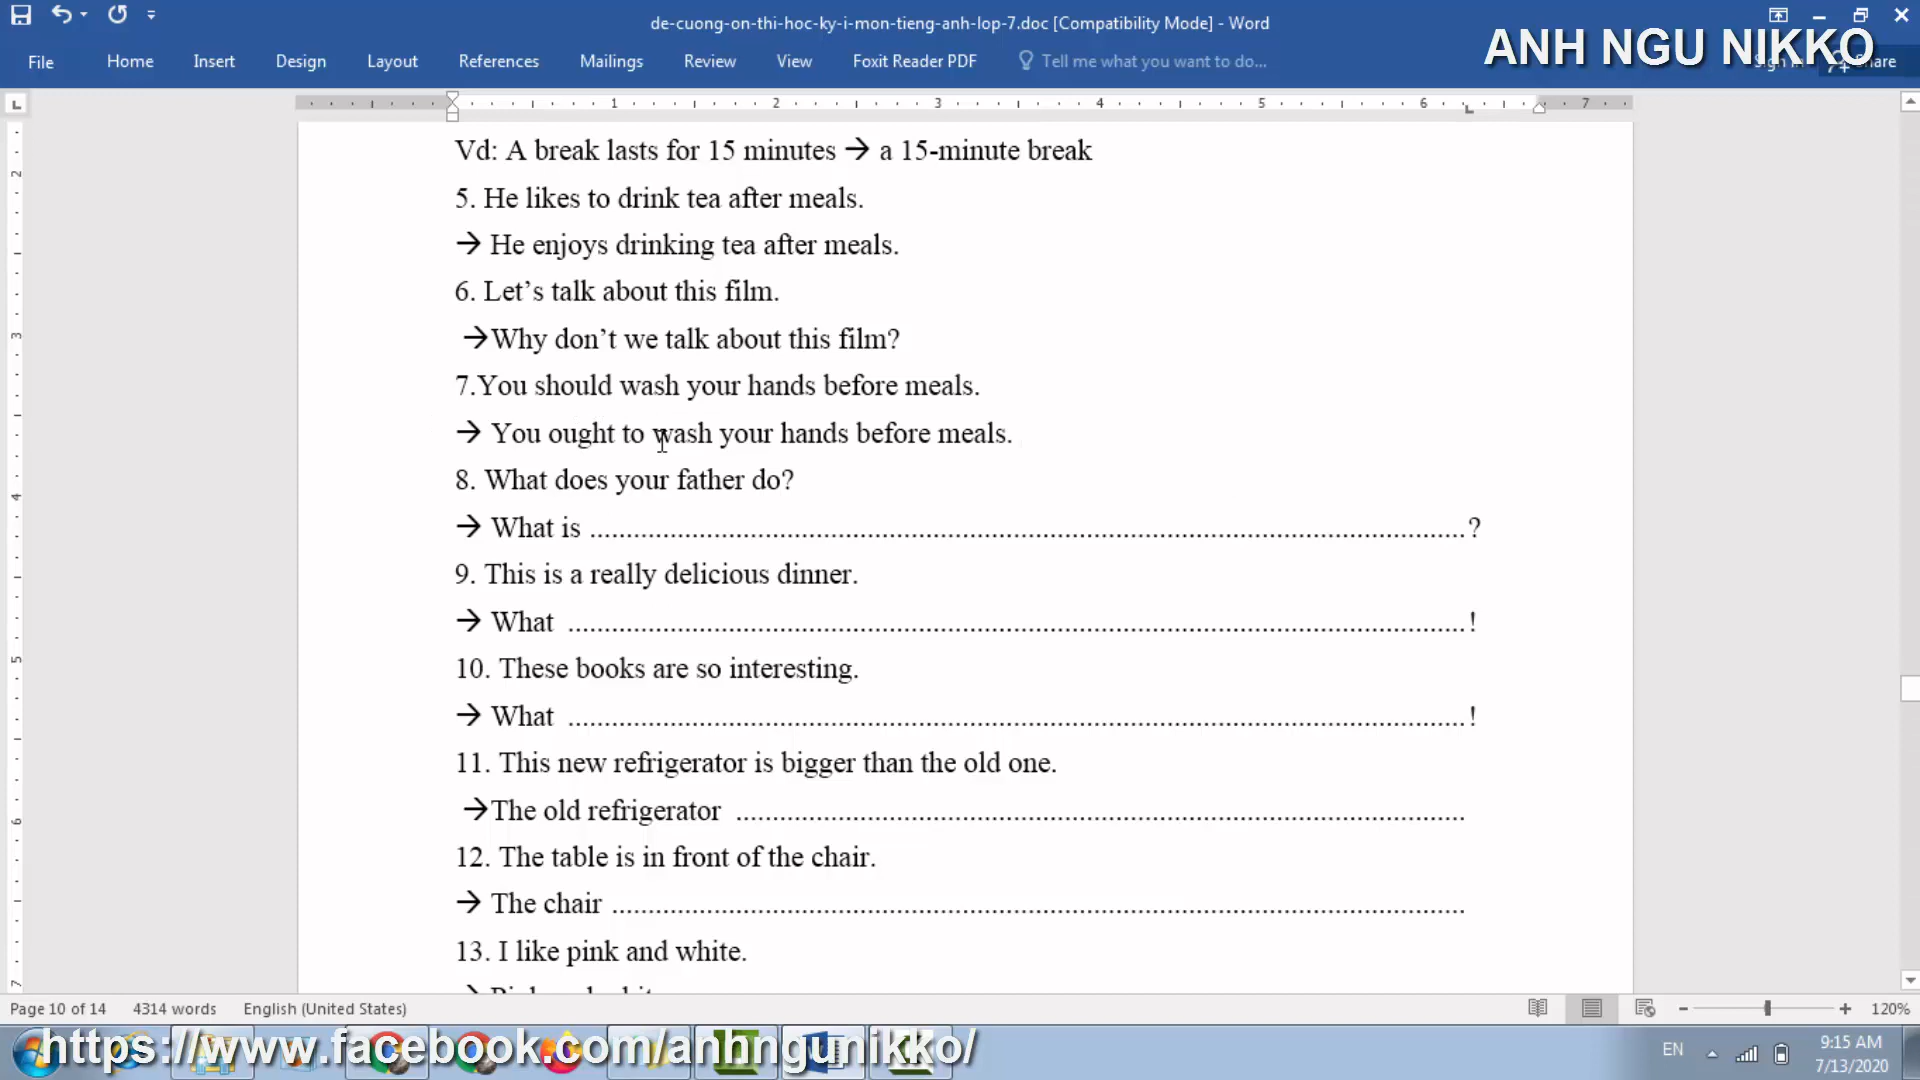 de-cuong-on-thi-hoc-ky-i-mon-tieng-anh-lop-7.doc [Compatibility Mode] - Word
ANH NGU NIKKO
File Home Insert Design Layout References Mailings Review View Foxit Reader PDF Tell me what you want to do... Share
1 2 3 4 5 6 7
Vd: A break lasts for 15 minutes → a 15-minute break
5. He likes to drink tea after meals.
→ He enjoys drinking tea after meals.
6. Let’s talk about this film.
→Why don’t we talk about this film?
7.You should wash your hands before meals.
→ You ought to wash your hands before meals.
8. What does your father do?
→ What is ........................................................................................................................?
9. This is a really delicious dinner.
→ What ...........................................................................................................................!
10. These books are so interesting.
→ What ...........................................................................................................................!
11. This new refrigerator is bigger than the old one.
→The old refrigerator ....................................................................................................
12. The table is in front of the chair.
→ The chair .....................................................................................................................
13. I like pink and white.
Page 10 of 14 4314 words English (United States) 120%
https://www.facebook.com/anhngunikko/
EN 9:15 AM
7/13/2020